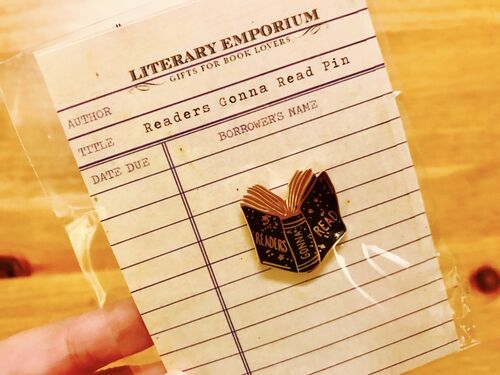 LITERARY EMPORIUM
GIFTS FOR BOOK LOVERS
AUTHOR
TITLE Readers Gonna Read Pin
DATE DUE BORROWER'S NAME
READERS
GONNA
READ